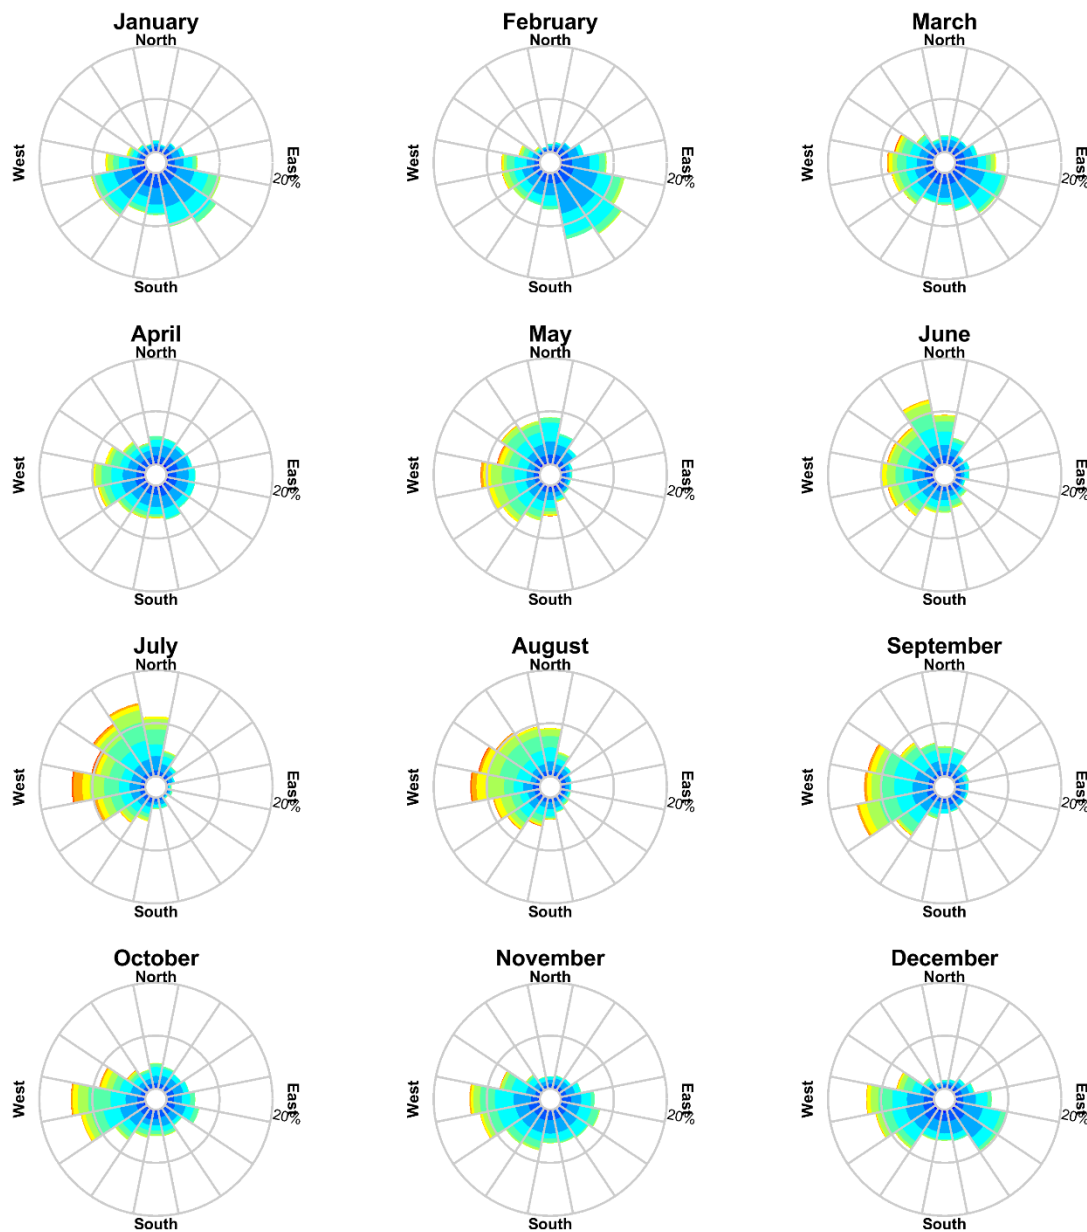 January
North
West
East
20%
South
February
North
West
East
20%
South
March
North
West
East
20%
South
April
North
West
East
20%
South
May
North
West
East
20%
South
June
North
West
East
20%
South
July
North
West
East
20%
South
August
North
West
East
20%
South
September
North
West
East
20%
South
October
North
West
East
20%
South
November
North
West
East
20%
South
December
North
West
East
20%
South